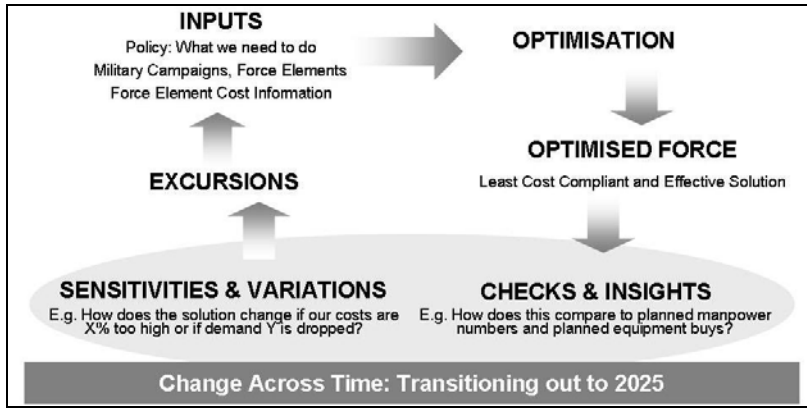 INPUTS
Policy: What we need to do
Military Campaigns, Force Elements
Force Element Cost Information
OPTIMISATION
OPTIMISED FORCE
Least Cost Compliant and Effective Solution
EXCURSIONS
SENSITIVITIES & VARIATIONS
E.g. How does the solution change if our costs are
X% too high or if demand Y is dropped?
CHECKS & INSIGHTS
E.g. How does this compare to planned manpower
numbers and planned equipment buys?
Change Across Time: Transitioning out to 2025